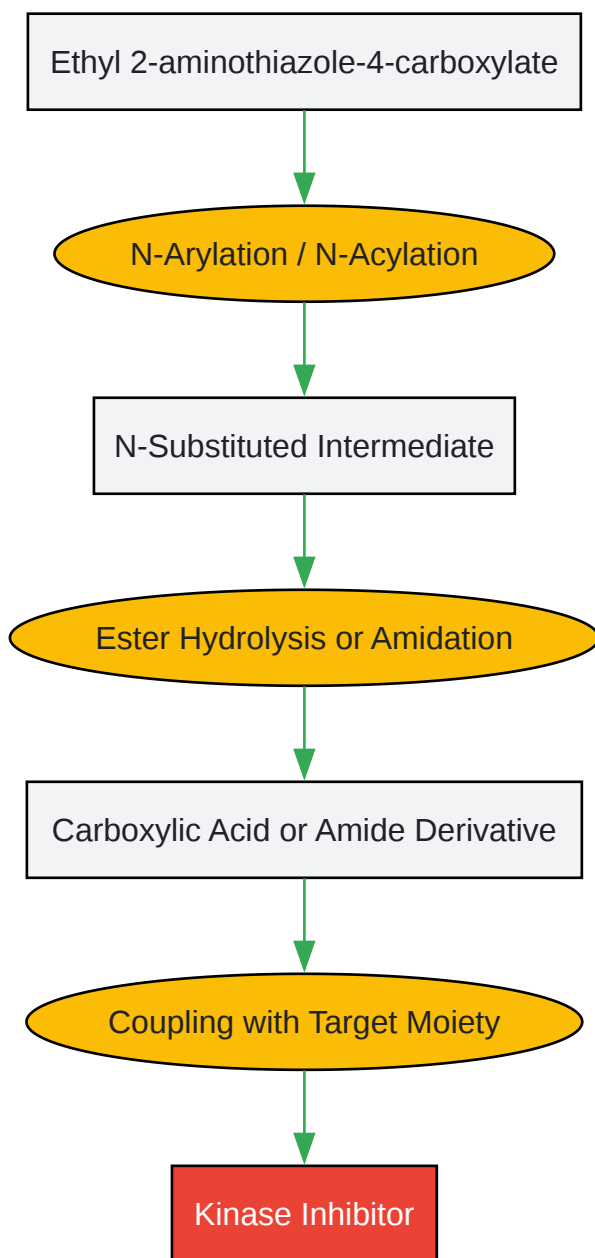 Ethyl 2-aminothiazole-4-carboxylate
N-Arylation / N-Acylation
N-Substituted Intermediate
Ester Hydrolysis or Amidation
Carboxylic Acid or Amide Derivative
Coupling with Target Moiety
Kinase Inhibitor